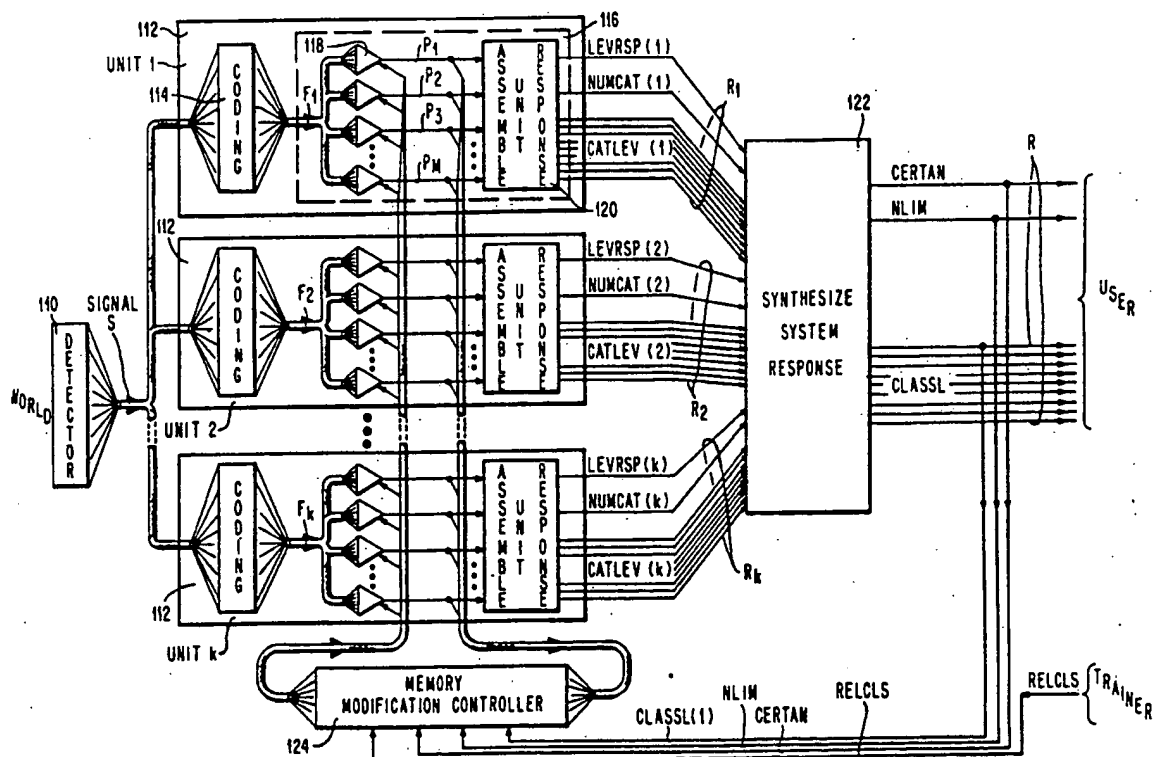 112
UNIT 1
114
CODING
F1
118
P1
P2
P3
PM
116
ASSEMBLE UNIT RESPONSE
120
LEVRSP(1)
NUMCAT(1)
CATLEV (1)
R1
122
SYNTHESIZE
SYSTEM
RESPONSE
CERTAN
NLIM
CLASSL
R
USER
WORLD
110
DETECTOR
SIGNAL
S
112
CODING
UNIT 2
F2
ASSEMBLE UNIT RESPONSE
LEVRSP(2)
NUMCAT(2)
CATLEV (2)
R2
112
CODING
UNIT k
Fk
ASSEMBLE UNIT RESPONSE
LEVRSP(k)
NUMCAT(k)
CATLEV (k)
Rk
MEMORY
MODIFICATION CONTROLLER
124
CLASSL(1)
NLIM
CERTAN
RELCLS
RELCLS
TRAINER